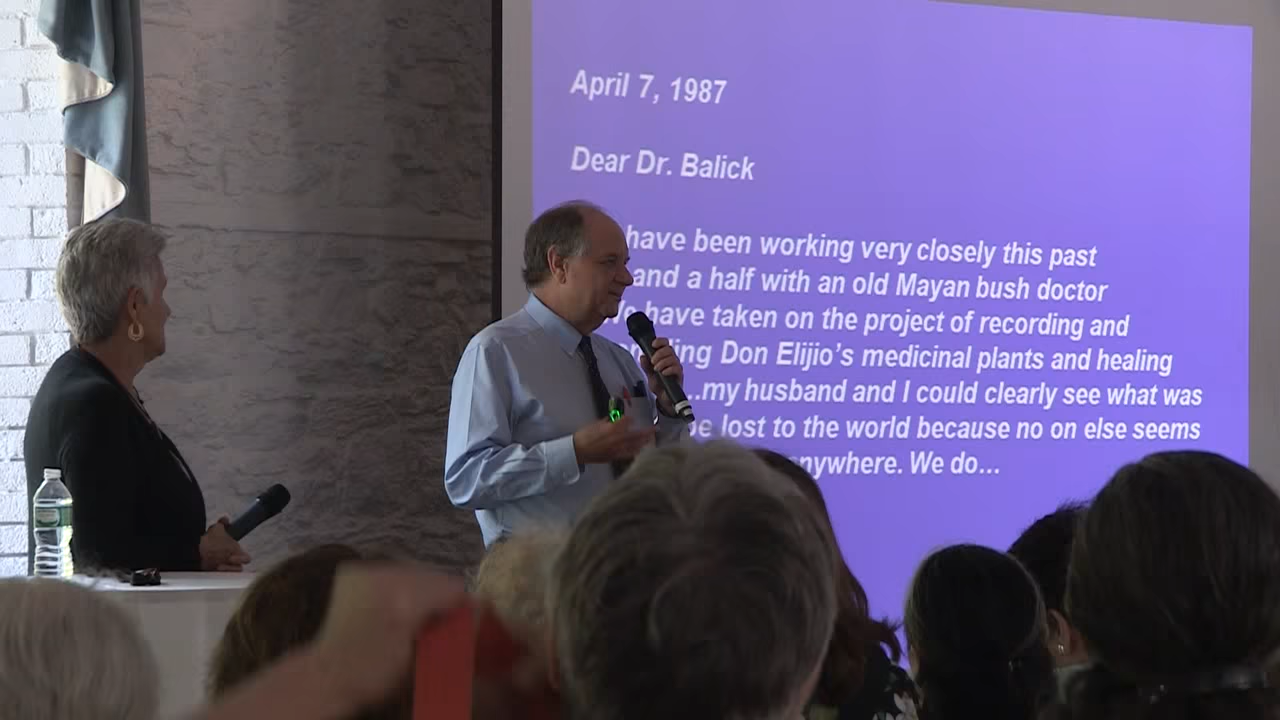 April 7, 1987
Dear Dr. Balick
have been working very closely this past
and a half with an old Mayan bush doctor
have taken on the project of recording and
Don Elijio's medicinal plants and healing
...my husband and I could clearly see what was
lost to the world because no on else seems
We do...